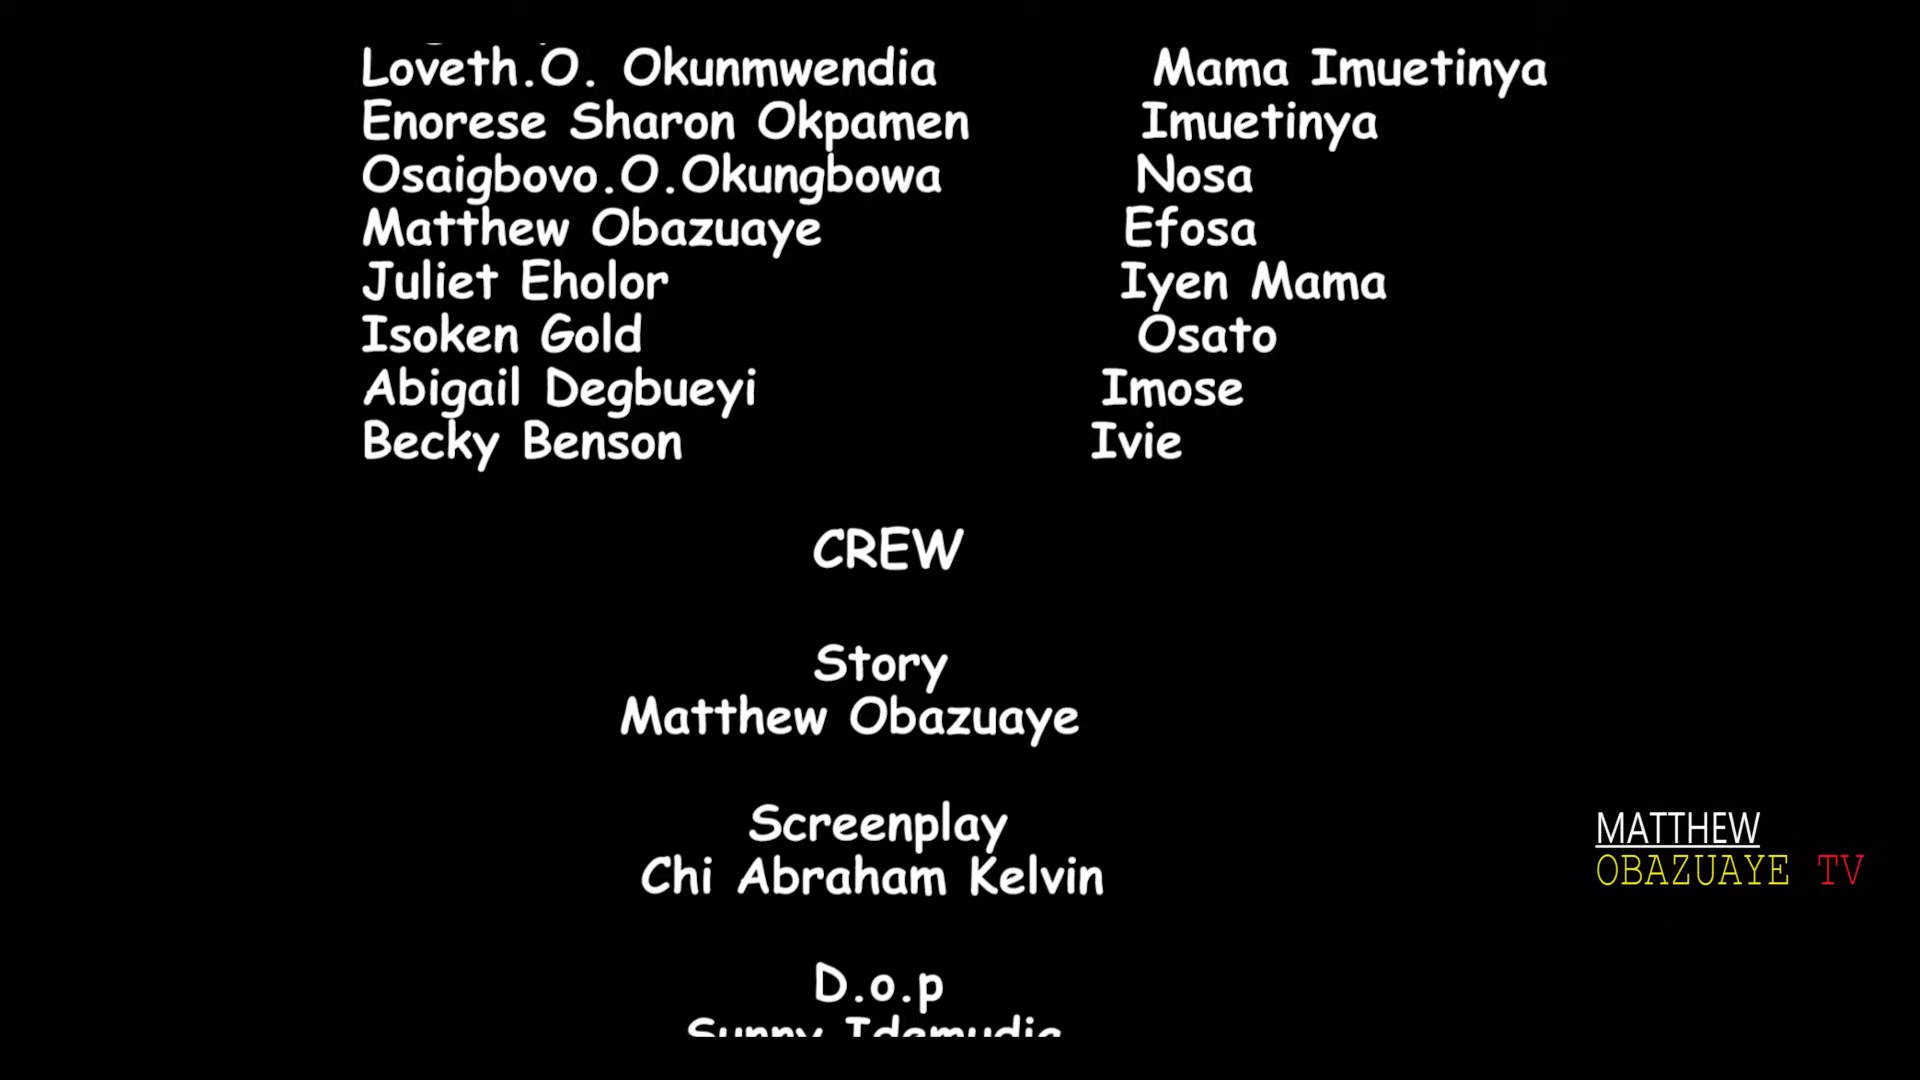 Loveth.O. Okunmwendia Mama Imuetinya
Enorese Sharon Okpamen Imuetinya
Osaigbovo.O.Okungbowa Nosa
Matthew Obazuaye Efosa
Juliet Eholor Iyen Mama
Isoken Gold Osato
Abigail Degbueyi Imose
Becky Benson Ivie
CREW
Story
Matthew Obazuaye
Screenplay
Chi Abraham Kelvin
D.o.p
Sunny Idemudia
MATTHEW
OBAZUAYE TV